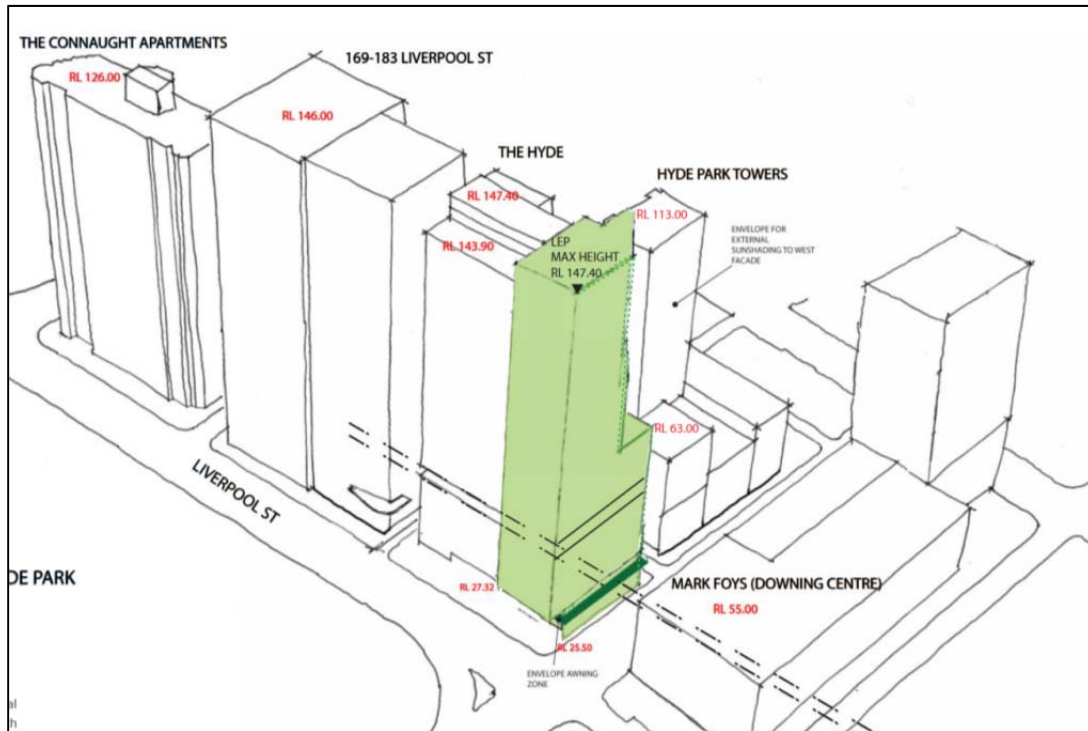 THE CONNAUGHT APARTMENTS
RL 126.00
169-183 LIVERPOOL ST
RL 146.00
THE HYDE
RL 147.40
RL 143.90
HYDE PARK TOWERS
RL 113.00
ENVELOPE FOR
EXTERNAL
SUNSHADING TO WEST
FACADE
LEP
MAX HEIGHT
RL 147.40
RL 63.00
LIVERPOOL ST
DE PARK
RL 27.32
RL 25.50
ENVELOPE AWNING
ZONE
MARK FOYS (DOWNING CENTRE)
RL 55.00
al
th